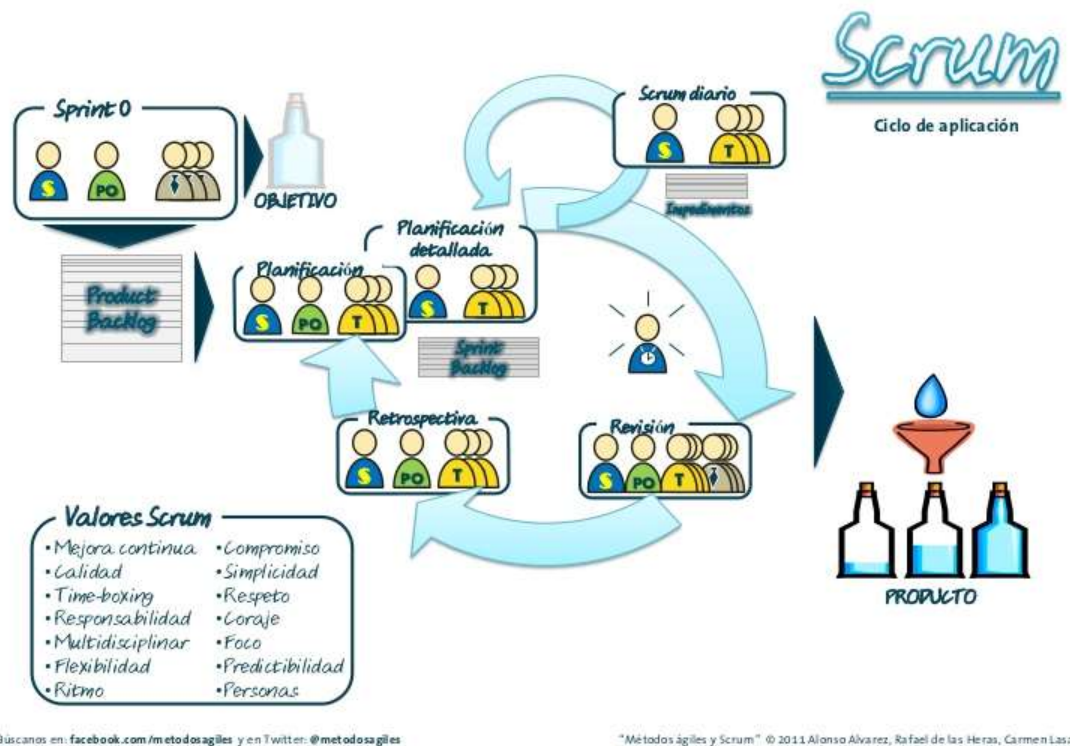 Scrum
Ciclo de aplicación
Sprint 0
S
PO
OBJETIVO
Product
Backlog
Scrum diario
S
T
Impedimentos
Planificación
detallada
S
T
Planificación
S
PO
T
Sprint
Backlog
Retrospectiva
S
PO
T
Revisión
S
PO
T
PRODUCTO
Valores Scrum
• Mejora continua
• Calidad
• Time-boxing
• Responsabilidad
• Multidisciplinar
• Flexibilidad
• Ritmo
• Compromiso
• Simplicidad
• Respeto
• Coraje
• Foco
• Predictibilidad
• Personas
Búscanos en: facebook.com/metodosagiles y en Twitter: @metodosagiles
"Métodos ágiles y Scrum" © 2011 Alonso Alvarez, Rafael de las Heras, Carmen Lasa